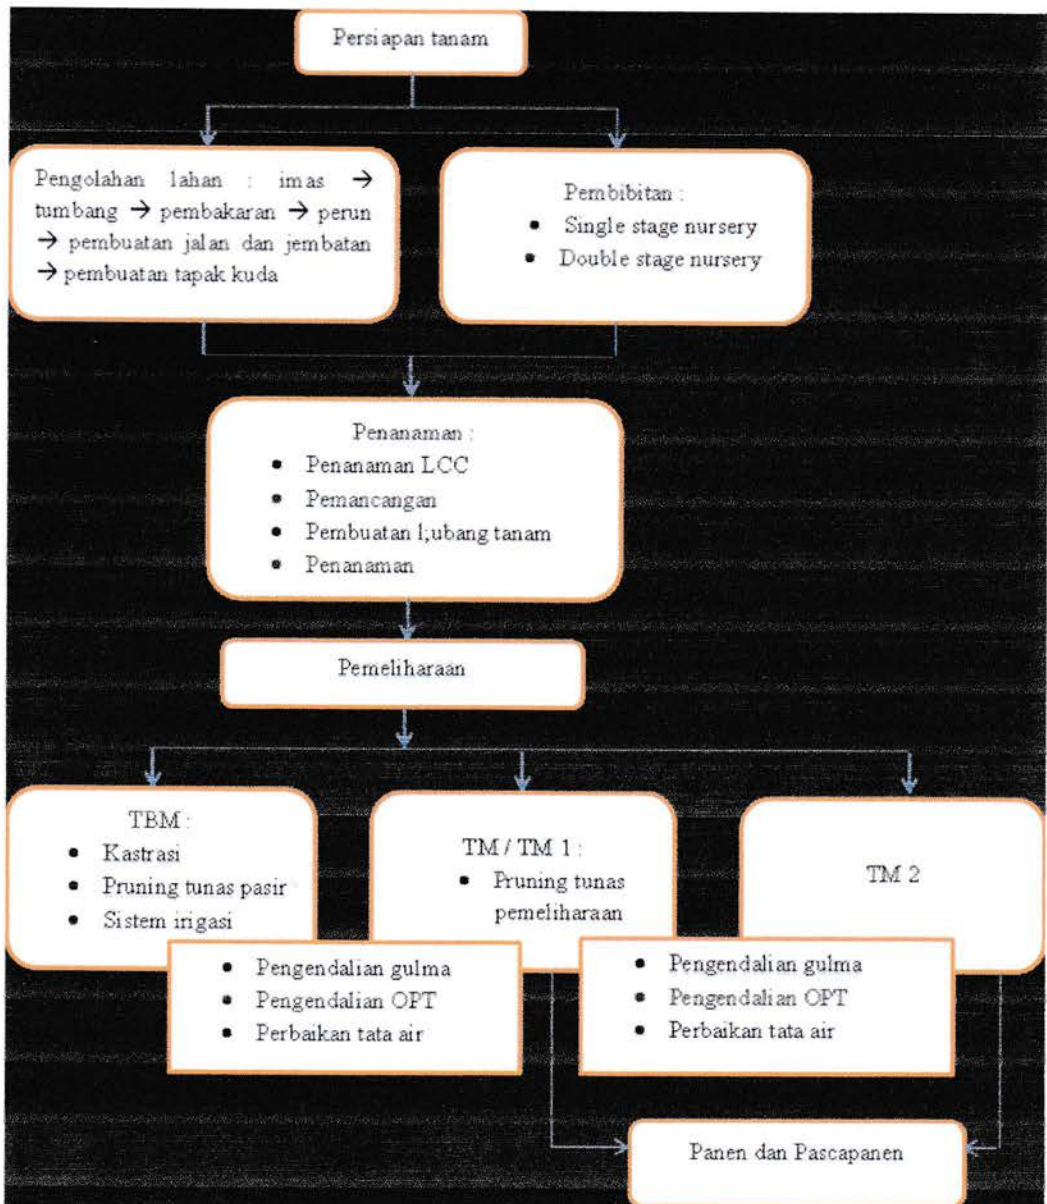 Persiapan tanam
Pengolahan lahan : imas →
tumbang → pembakaran → perun
→ pembuatan jalan dan jembatan
→ pembuatan tapak kuda
Pembibitan :
• Single stage nursery
• Double stage nursery
Penanaman :
• Penanaman LCC
• Pemancangan
• Pembuatan l;ubang tanam
• Penanaman
Pemeliharaan
TBM :
• Kastrasi
• Pruning tunas pasir
• Sistem irigasi
TM / TM 1 :
• Pruning tunas
pemeliharaan
TM 2
• Pengendalian gulma
• Pengendalian OPT
• Perbaikan tata air
• Pengendalian gulma
• Pengendalian OPT
• Perbaikan tata air
Panen dan Pascapanen